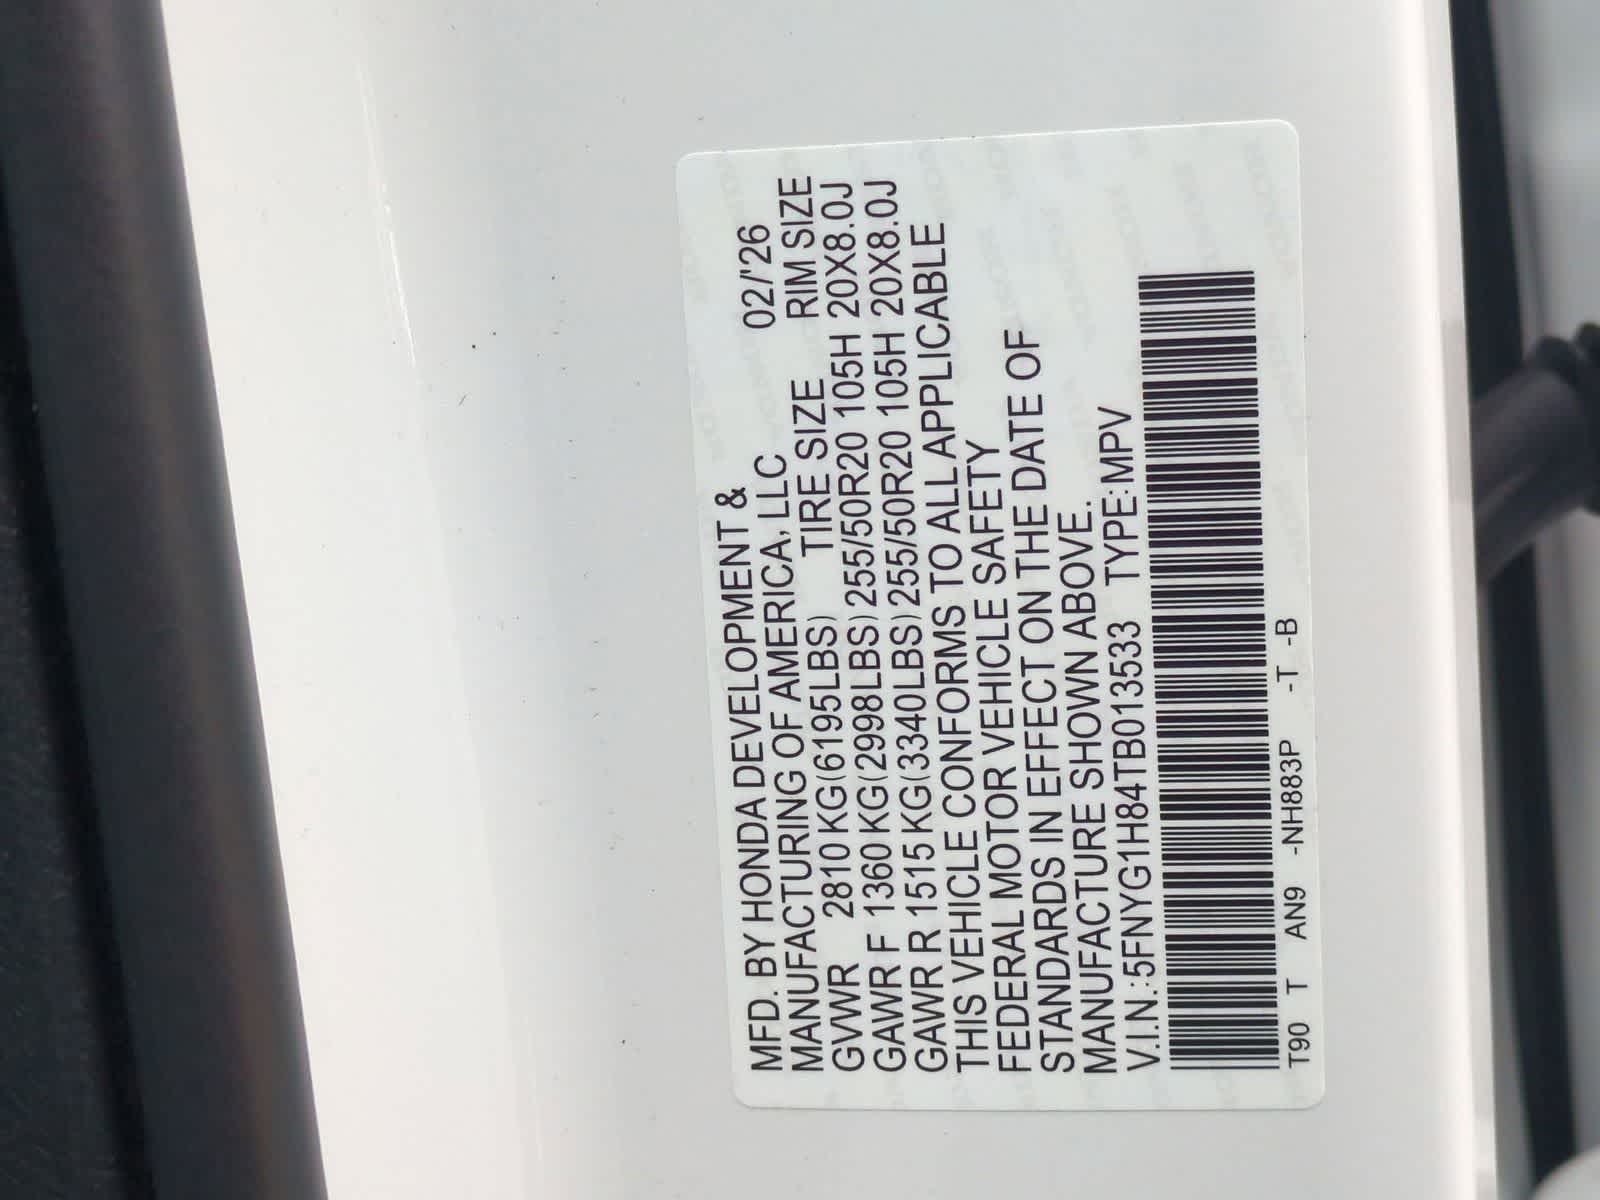 MFD. BY HONDA DEVELOPMENT & 02/'26
MANUFACTURING OF AMERICA, LLC
TIRE SIZE RIM SIZE
GVWR 2810 KG(6195LBS)
GAWR F 1360 KG(2998LBS) 255/50R20 105H 20X8.0J
GAWR R 1515 KG(3340LBS) 255/50R20 105H 20X8.0J
THIS VEHICLE CONFORMS TO ALL APPLICABLE
FEDERAL MOTOR VEHICLE SAFETY
STANDARDS IN EFFECT ON THE DATE OF
MANUFACTURE SHOWN ABOVE.
V.I.N.:5FNYG1H84TB013533 TYPE:MPV
T90 T AN9 -NH883P -T -B